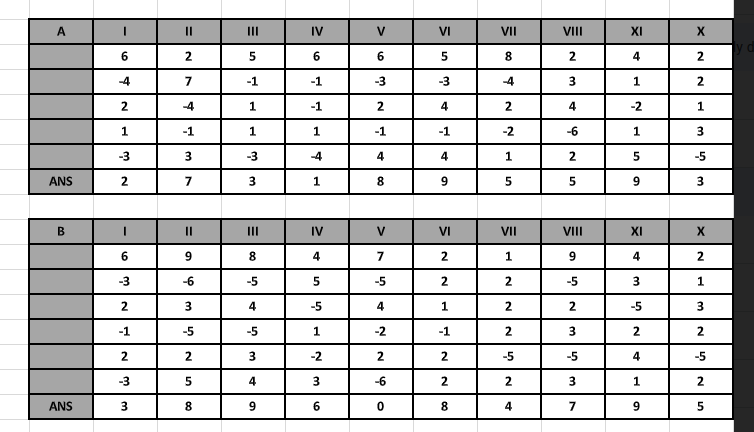 A I II III IV V VI VII VIII XI X
6 2 5 6 6 5 8 2 4 2
-4 7 -1 -1 -3 -3 -4 3 1 2
2 -4 1 -1 2 4 2 4 -2 1
1 -1 1 1 -1 -1 -2 -6 1 3
-3 3 -3 -4 4 4 1 2 5 -5
ANS 2 7 3 1 8 9 5 5 9 3
B I II III IV V VI VII VIII XI X
6 9 8 4 7 2 1 9 4 2
-3 -6 -5 5 -5 2 2 -5 3 1
2 3 4 -5 4 1 2 2 -5 3
-1 -5 -5 1 -2 -1 2 3 2 2
2 2 3 -2 2 2 -5 -5 4 -5
-3 5 4 3 -6 2 2 3 1 2
ANS 3 8 9 6 0 8 4 7 9 5